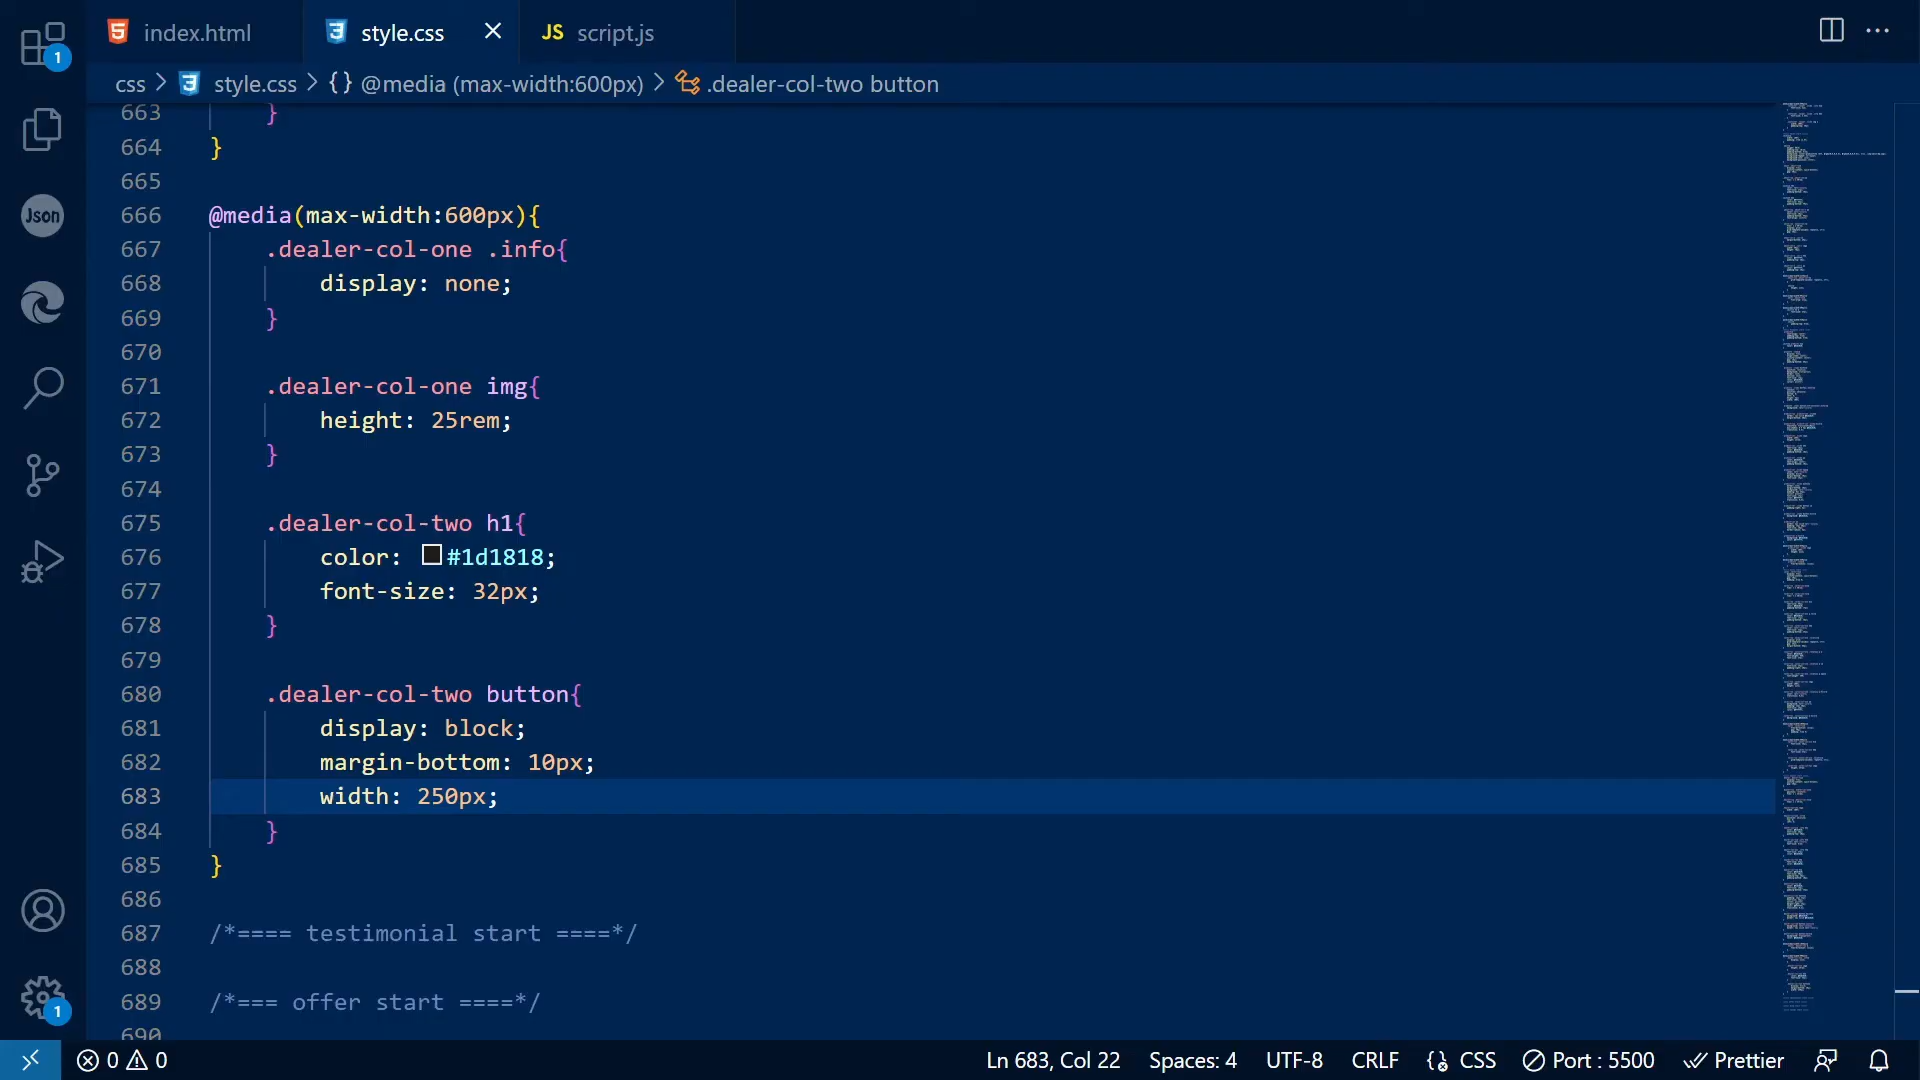 1
index.html
style.css
JS script.js
css > style.css > {} @media (max-width:600px) > .dealer-col-two button
Json
663 }
664 }
665
666 @media(max-width:600px){
667 .dealer-col-one .info{
668 display: none;
669 }
670
671 .dealer-col-one img{
672 height: 25rem;
673 }
674
675 .dealer-col-two h1{
676 color: #1d1818;
677 font-size: 32px;
678 }
679
680 .dealer-col-two button{
681 display: block;
682 margin-bottom: 10px;
683 width: 250px;
684 }
685 }
686
687 /*==== testimonial start ====*/
688
689 /*=== offer start ====*/
690
1
0 0
Ln 683, Col 22
Spaces: 4
UTF-8
CRLF
{} CSS
Port : 5500
Prettier